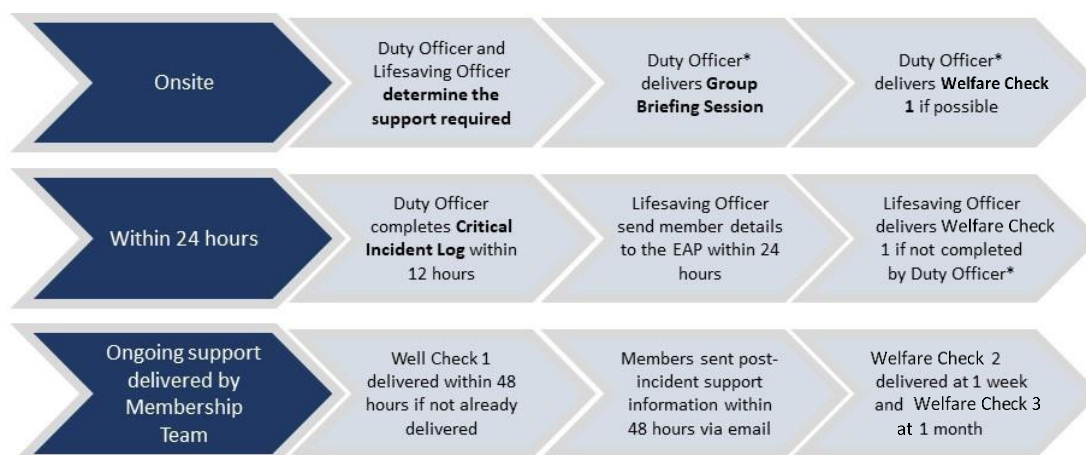 Onsite
Duty Officer and
Lifesaving Officer
determine the
support required
Duty Officer*
delivers Group
Briefing Session
Duty Officer*
delivers Welfare Check
1 if possible
Within 24 hours
Duty Officer
completes Critical
Incident Log within
12 hours
Lifesaving Officer
send member details
to the EAP within 24
hours
Lifesaving Officer
delivers Welfare Check
1 if not completed
by Duty Officer*
Ongoing support
delivered by
Membership
Team
Well Check 1
delivered within 48
hours if not already
delivered
Members sent post-
incident support
information within
48 hours via email
Welfare Check 2
delivered at 1 week
and Welfare Check 3
at 1 month